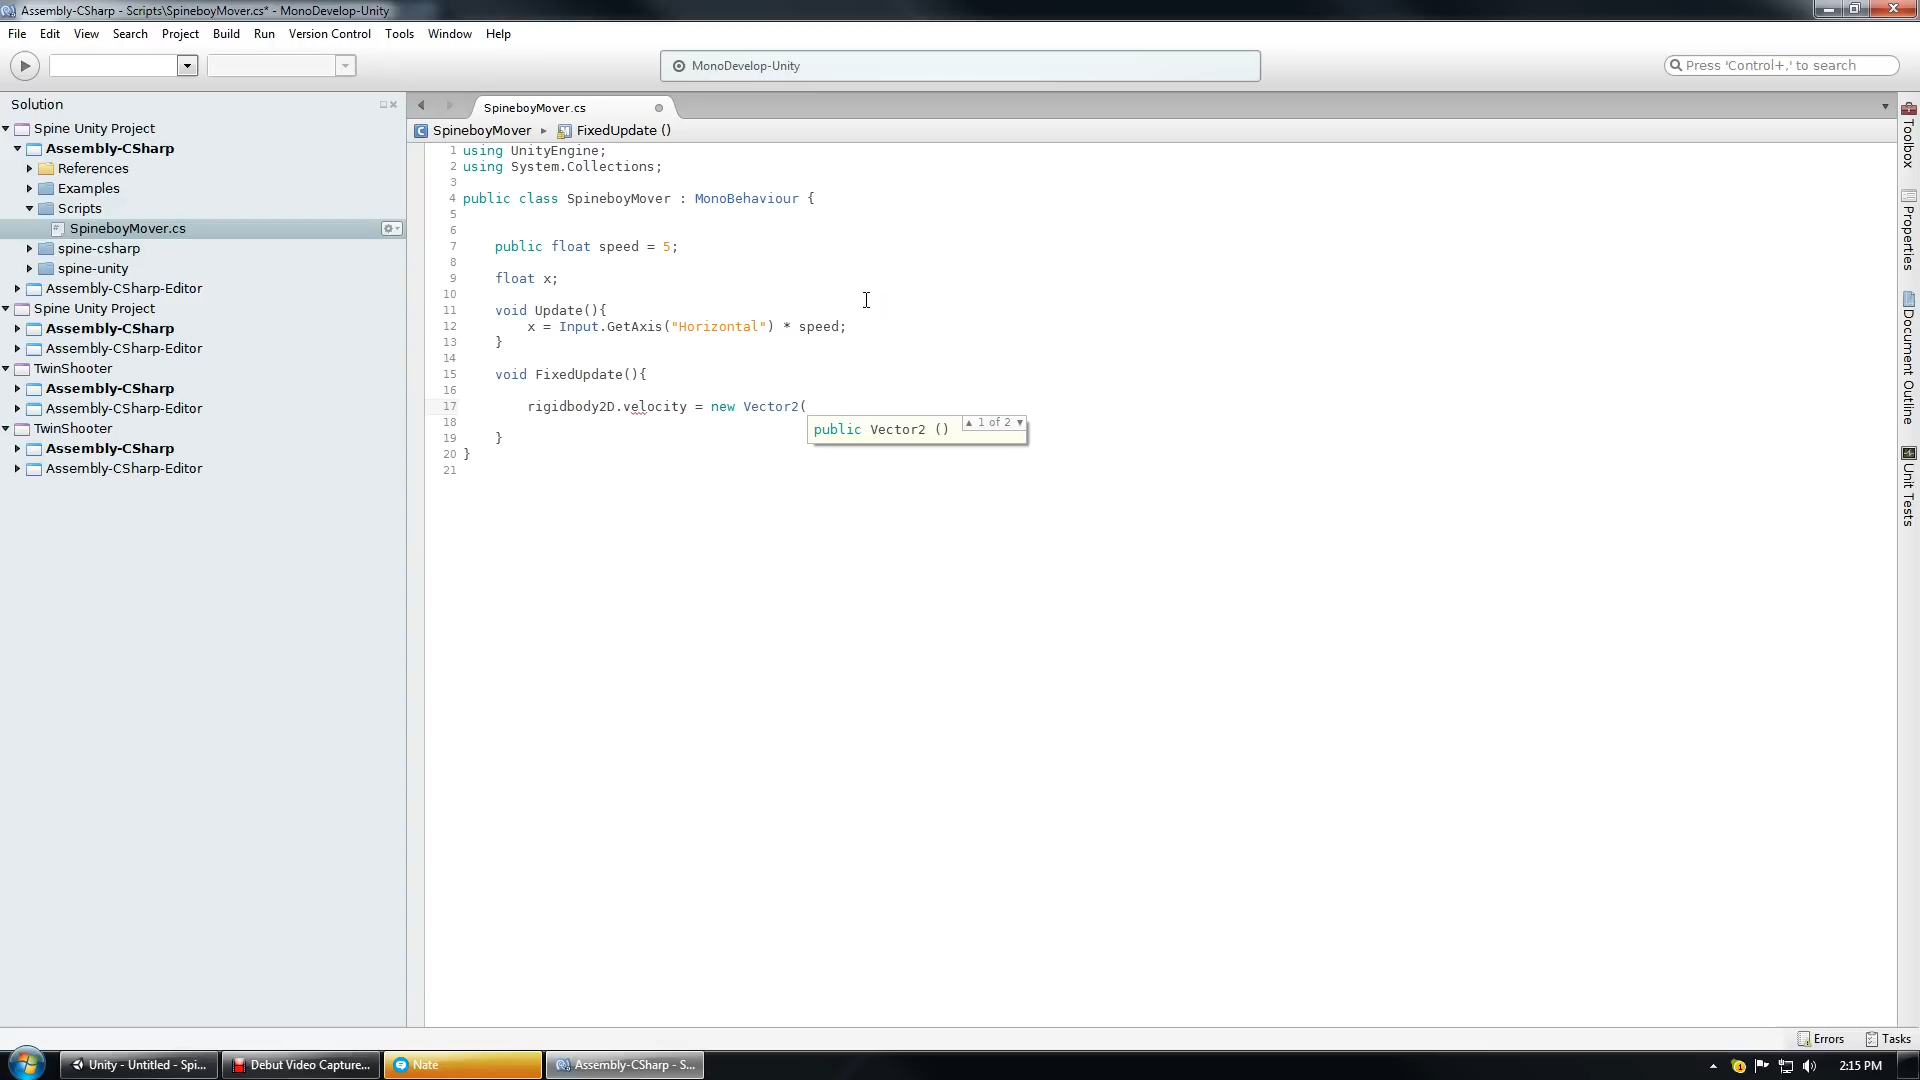 Assembly-CSharp - Scripts\SpineboyMover.cs* - MonoDevelop-Unity
File Edit View Search Project Build Run Version Control Tools Window Help
MonoDevelop-Unity
Press 'Control+,' to search
Solution
Spine Unity Project
Assembly-CSharp
References
Examples
Scripts
SpineboyMover.cs
spine-csharp
spine-unity
Assembly-CSharp-Editor
Spine Unity Project
Assembly-CSharp
Assembly-CSharp-Editor
TwinShooter
Assembly-CSharp
Assembly-CSharp-Editor
TwinShooter
Assembly-CSharp
Assembly-CSharp-Editor
SpineboyMover.cs
SpineboyMover ▸ FixedUpdate ()
1 using UnityEngine;
2 using System.Collections;
3
4 public class SpineboyMover : MonoBehaviour {
5
6
7 public float speed = 5;
8
9 float x;
10
11 void Update(){
12 x = Input.GetAxis("Horizontal") * speed;
13 }
14
15 void FixedUpdate(){
16
17 rigidbody2D.velocity = new Vector2(
18
19 }
20 }
21
public Vector2 () ▲ 1 of 2 ▼
Toolbox
Properties
Document Outline
Unit Tests
Errors Tasks
Unity - Untitled - Spi...
Debut Video Capture...
Nate
Assembly-CSharp - S...
2:15 PM